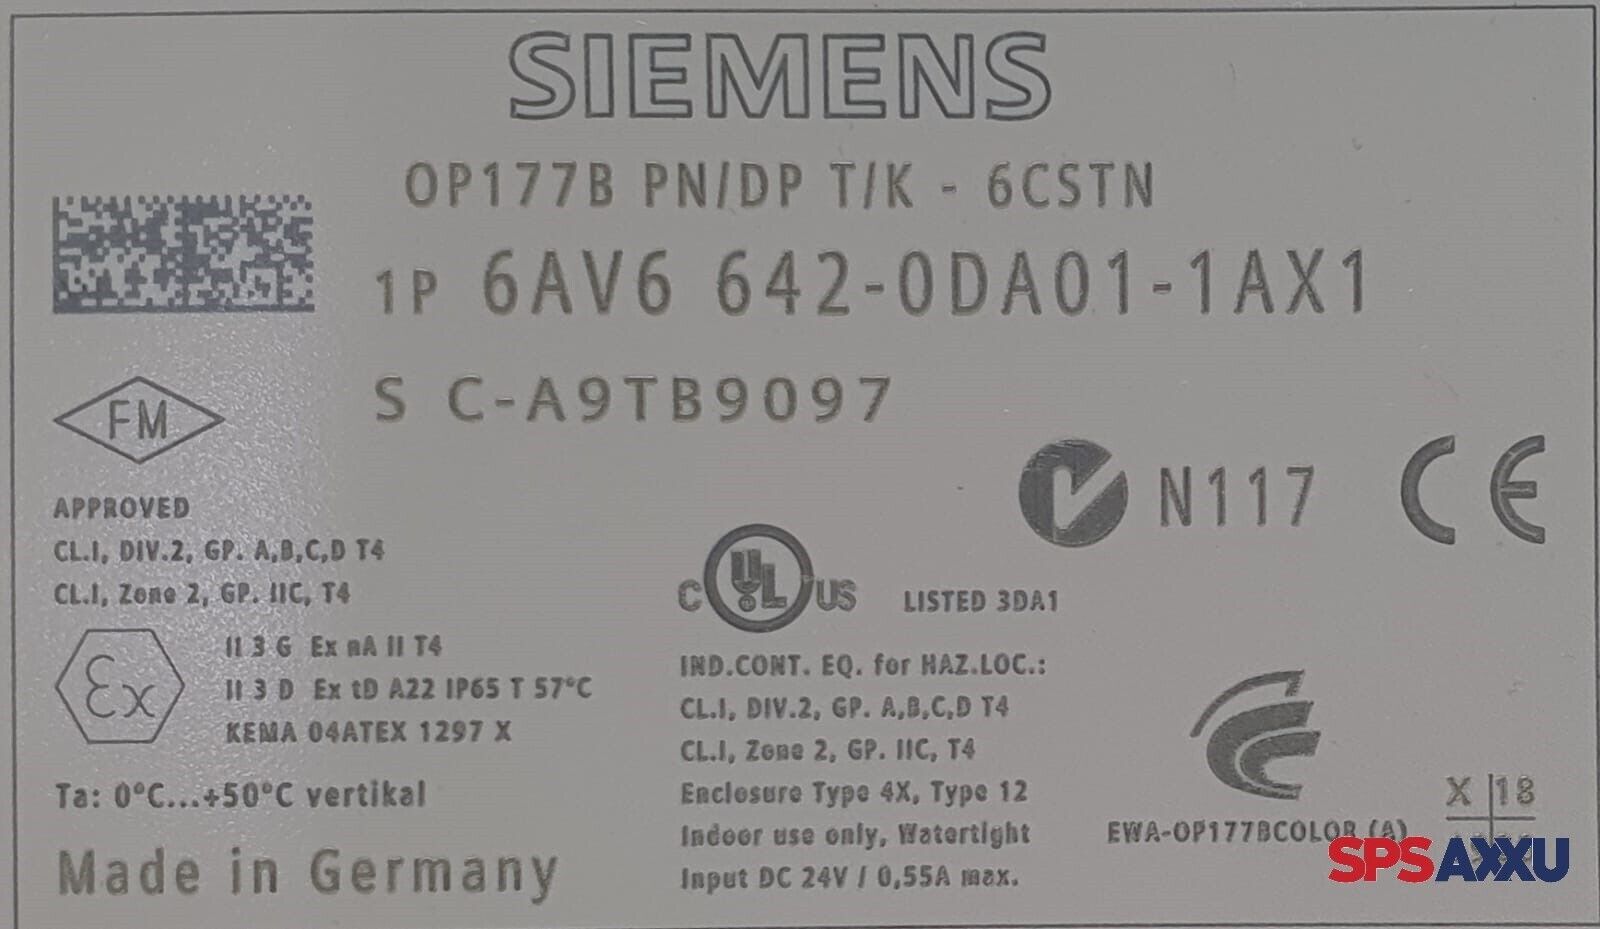 SIEMENS
OP177B PN/DP T/K - 6CSTN
1P 6AV6 642-0DA01-1AX1
S C-A9TB9097
FM
APPROVED
CL.I, DIV.2, GP. A,B,C,D T4
CL.I, Zone 2, GP. IIC, T4
N117
CE
C UL US LISTED 3DA1
Ex
II 3 G Ex nA II T4
II 3 D Ex tD A22 IP65 T 57°C
KEMA 04ATEX 1297 X
Ta: 0°C...+50°C vertikal
Made in Germany
IND.CONT. EQ. for HAZ.LOC.:
CL.I, DIV.2, GP. A,B,C,D T4
CL.I, Zone 2, GP. IIC, T4
Enclosure Type 4X, Type 12
Indoor use only, Watertight
Input DC 24V / 0,55A max.
EWA-OP177BCOLOR (A)
X 18
SPSAXXU